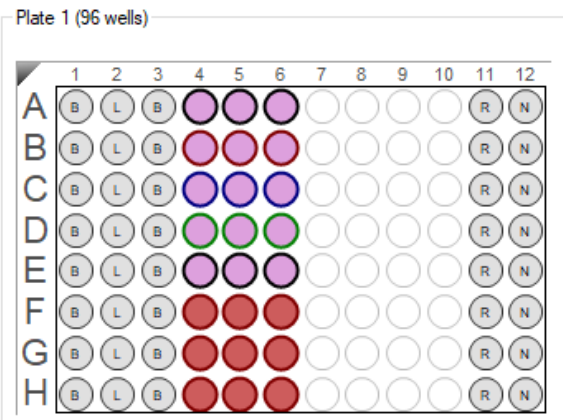 Plate 1 (96 wells)
1 2 3 4 5 6 7 8 9 10 11 12
A B L B R N
B B L B R N
C B L B R N
D B L B R N
E B L B R N
F B L B R N
G B L B R N
H B L B R N